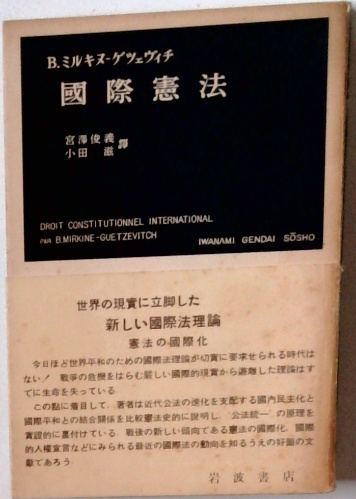 B.ミルキヌ-ゲツェヴィチ
國際憲法
宮澤俊義
小田 滋
譯
DROIT CONSTITUTIONNEL INTERNATIONAL
PAR B.MIRKINE-GUETZEVITCH
IWANAMI GENDAI SŌSHO
世界の現實に立脚した
新しい國際法理論
憲法の國際化
今日ほど世界平和のための國際法理論が切實に要求せられる時代は
ない! 戰爭の危機をはらむ嚴しい國際的現實から遊離した理論はす
でに生命を失っている
この點に着目して、著者は近代公法の進化を支配する國內民主化と
國際平和との結合關係を比較憲法史的に說明し、“公法統一”の原理を
實證的に裏付けている 戰後の新しい傾向である憲法の國際化、國際
的人權宣言などにみられる最近の國際法の動向を知るうえの好箇の文
獻であろう
岩波書店